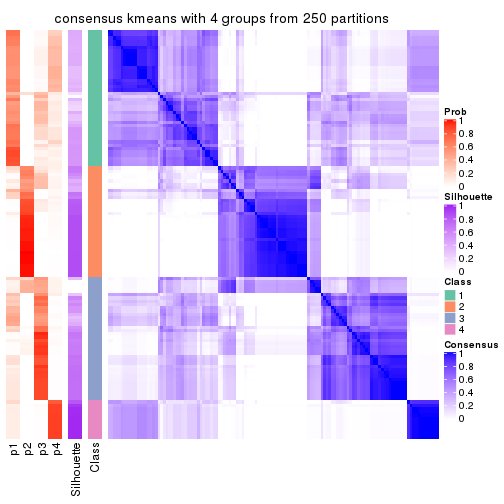 consensus kmeans with 4 groups from 250 partitions
Prob
1
0.8
0.6
0.4
0.2
0
Silhouette
1
0.8
0.6
0.4
0.2
0
Class
1
2
3
4
Consensus
1
0.8
0.6
0.4
0.2
0
p1
p2
p3
p4
Silhouette
Class